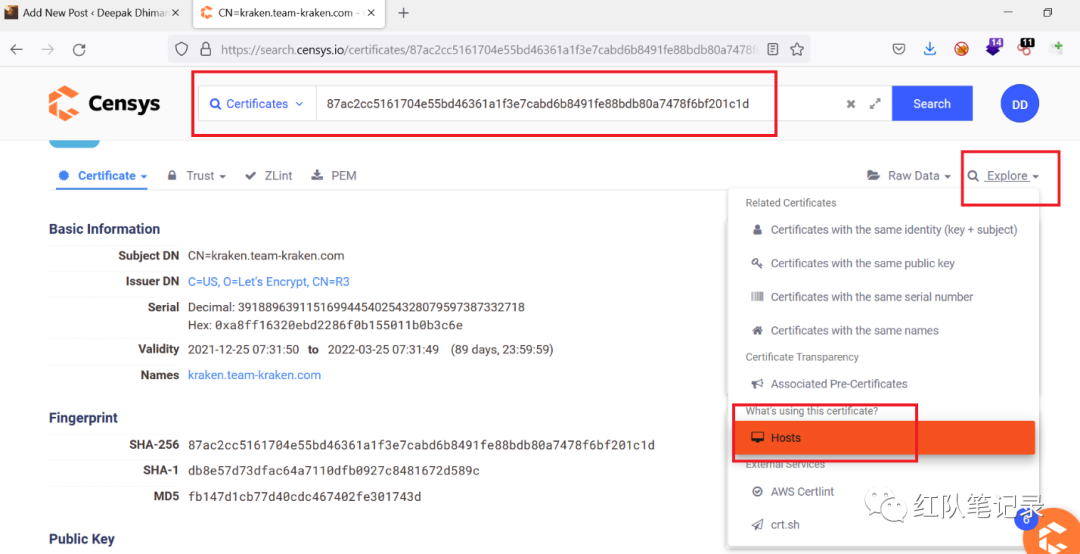 Add New Post ‹ Deepak Dhiman
CN=kraken.team-kraken.com -
https://search.censys.io/certificates/87ac2cc5161704e55bd46361a1f3e7cabd6b8491fe88bdb80a7478f6
14
11
Censys
Certificates
87ac2cc5161704e55bd46361a1f3e7cabd6b8491fe88bdb80a7478f6bf201c1d
Search
DD
Certificate
Trust
ZLint
PEM
Raw Data
Explore
Basic Information
Subject DN CN=kraken.team-kraken.com
Issuer DN C=US, O=Let's Encrypt, CN=R3
Serial Decimal: 391889639115169944540254328079597387332718
Hex: 0xa8ff16320ebd2286f0b155011b0b3c6e
Validity 2021-12-25 07:31:50 to 2022-03-25 07:31:49 (89 days, 23:59:59)
Names kraken.team-kraken.com
Fingerprint
SHA-256 87ac2cc5161704e55bd46361a1f3e7cabd6b8491fe88bdb80a7478f6bf201c1d
SHA-1 db8e57d73dfac64a7110dfb0927c8481672d589c
MD5 fb147d1cb77d40cdc467402fe301743d
Public Key
Related Certificates
Certificates with the same identity (key + subject)
Certificates with the same public key
Certificates with the same serial number
Certificates with the same names
Certificate Transparency
Associated Pre-Certificates
What's using this certificate?
Hosts
External Services
AWS Certlint
crt.sh
红队笔记录